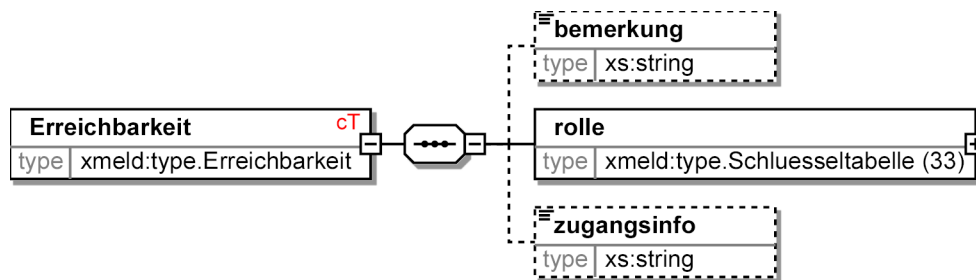 bemerkung
type xs:string
Erreichbarkeit cT
type xmeld:type.Erreichbarkeit
rolle
type xmeld:type.Schluesseltabelle (33)
zugangsinfo
type xs:string